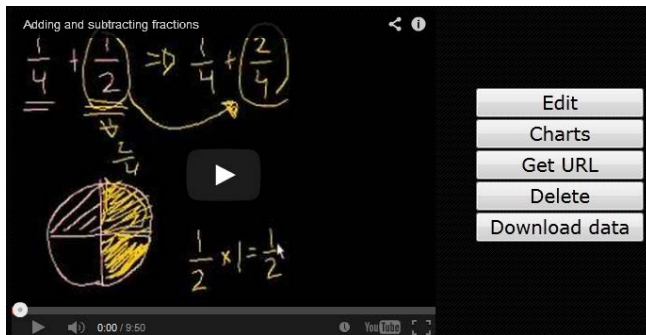 Adding and subtracting fractions
1/4 + 1/2 ⇒ 1/4 + 2/4
2/4
1/2 × 1 = 1/2
0:00 / 9:50
YouTube
Edit
Charts
Get URL
Delete
Download data